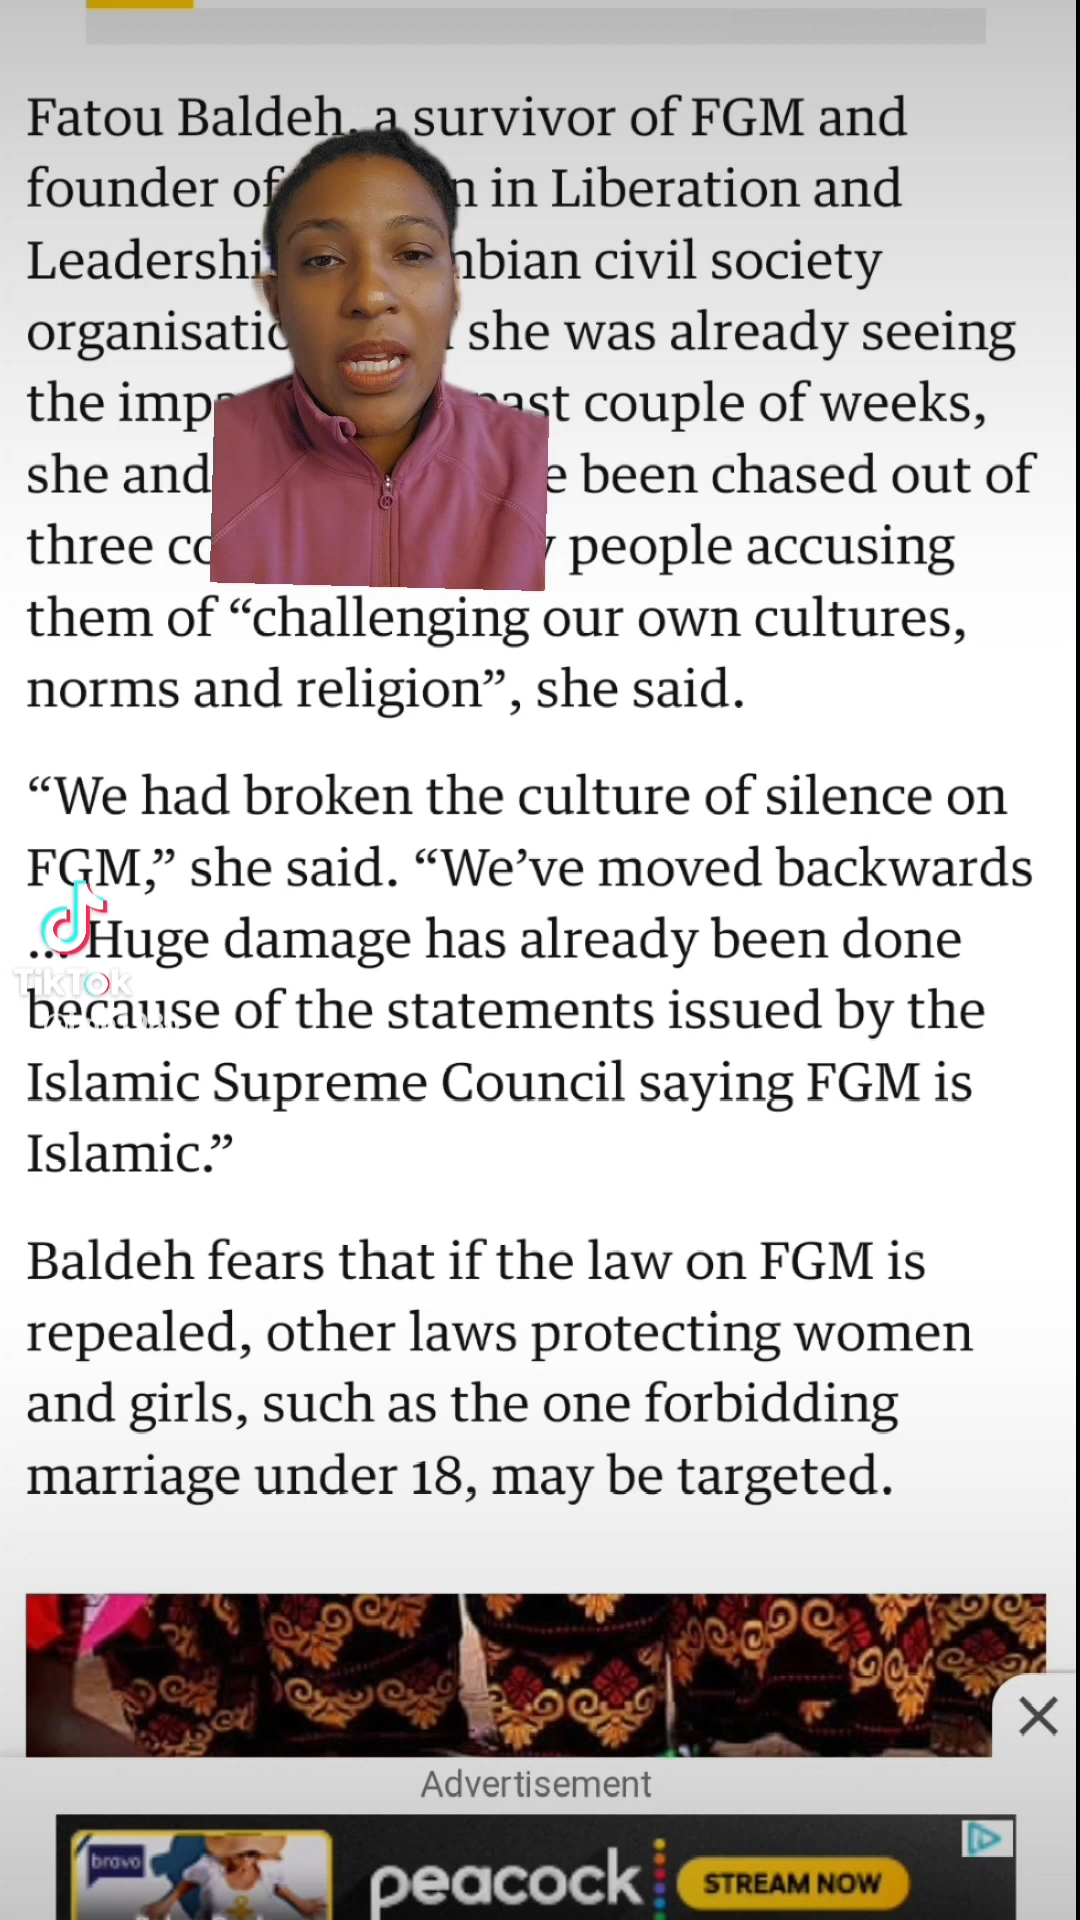 Fatou Baldeh, a survivor of FGM and
founder of in Liberation and
Leadershi civil society
she was already seeing
the couple of weeks,
she and been chased out of
three people accusing
them of “challenging our own cultures,
norms and religion”, she said.
“We had broken the culture of silence on
FGM,” she said. “We’ve moved backwards
... Huge damage has already been done
because of the statements issued by the
Islamic Supreme Council saying FGM is
Islamic.”
Baldeh fears that if the law on FGM is
repealed, other laws protecting women
and girls, such as the one forbidding
marriage under 18, may be targeted.
TikTok
Advertisement
bravo
peacock
STREAM NOW